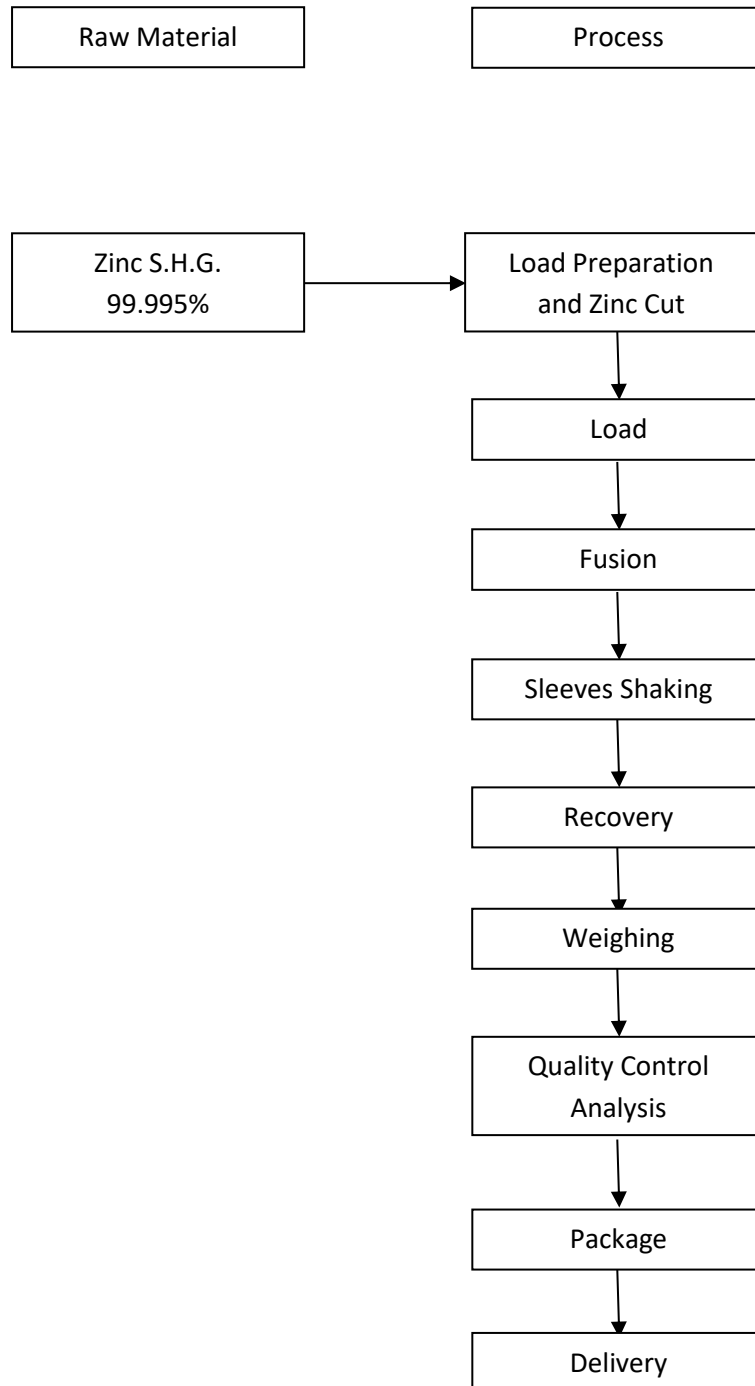 Raw Material
Process
Zinc S.H.G.
99.995%
Load Preparation
and Zinc Cut
Load
Fusion
Sleeves Shaking
Recovery
Weighing
Quality Control
Analysis
Package
Delivery